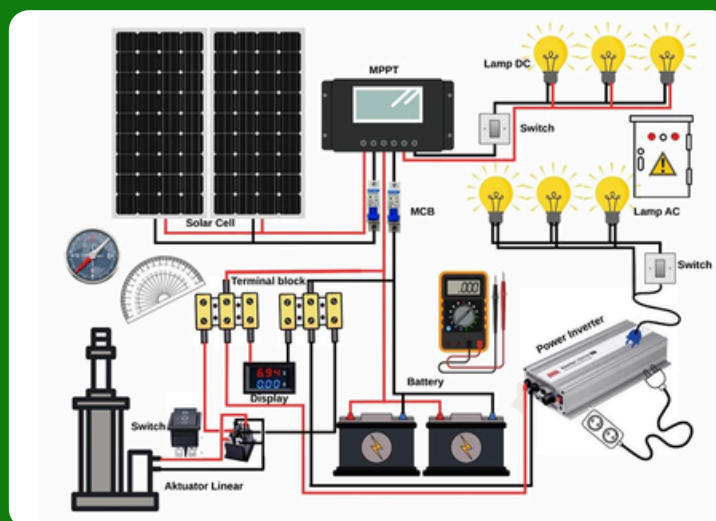 MPPT
Lamp DC
Switch
Solar Cell
MCB
Lamp AC
Switch
Terminal block
Power Inverter
Display
6.94
0.00
.000
Battery
Switch
Aktuator Linear